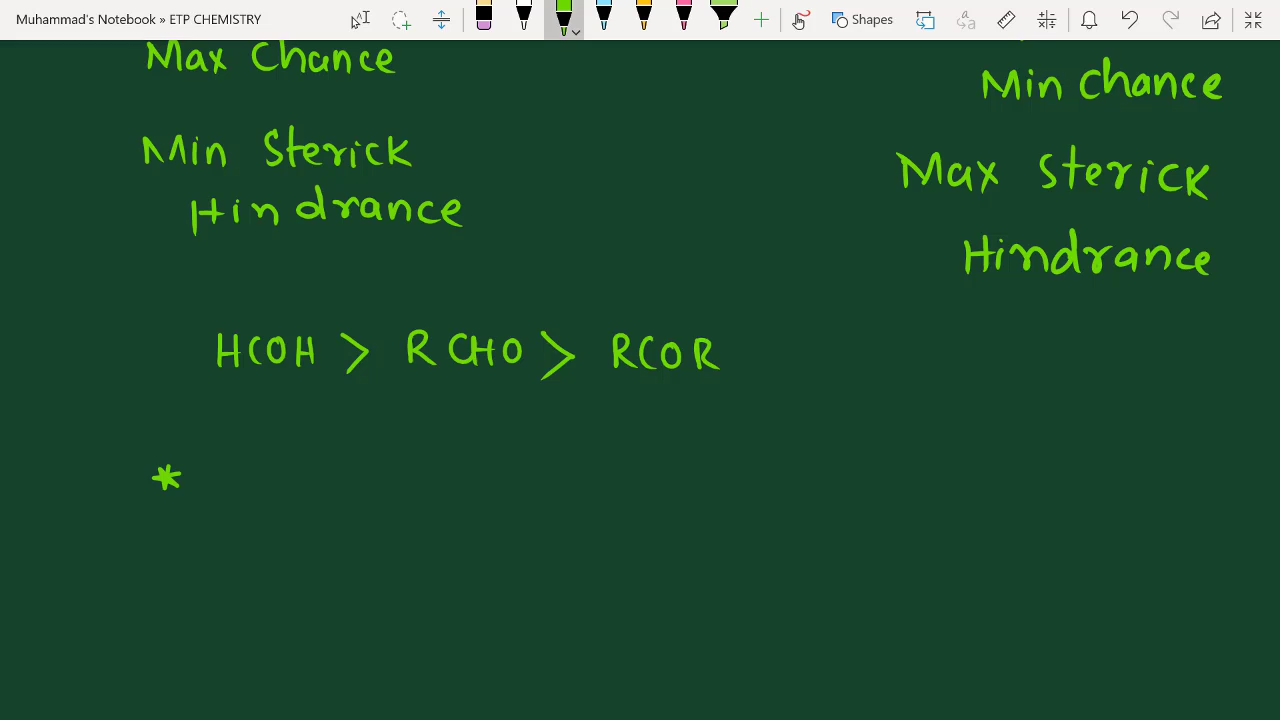 Muhammad's Notebook » ETP CHEMISTRY
Shapes
Max Chance
Min Chance
Min Sterick
Hindrance
Max Sterick
Hindrance
HCOH > RCHO > RCOR
*